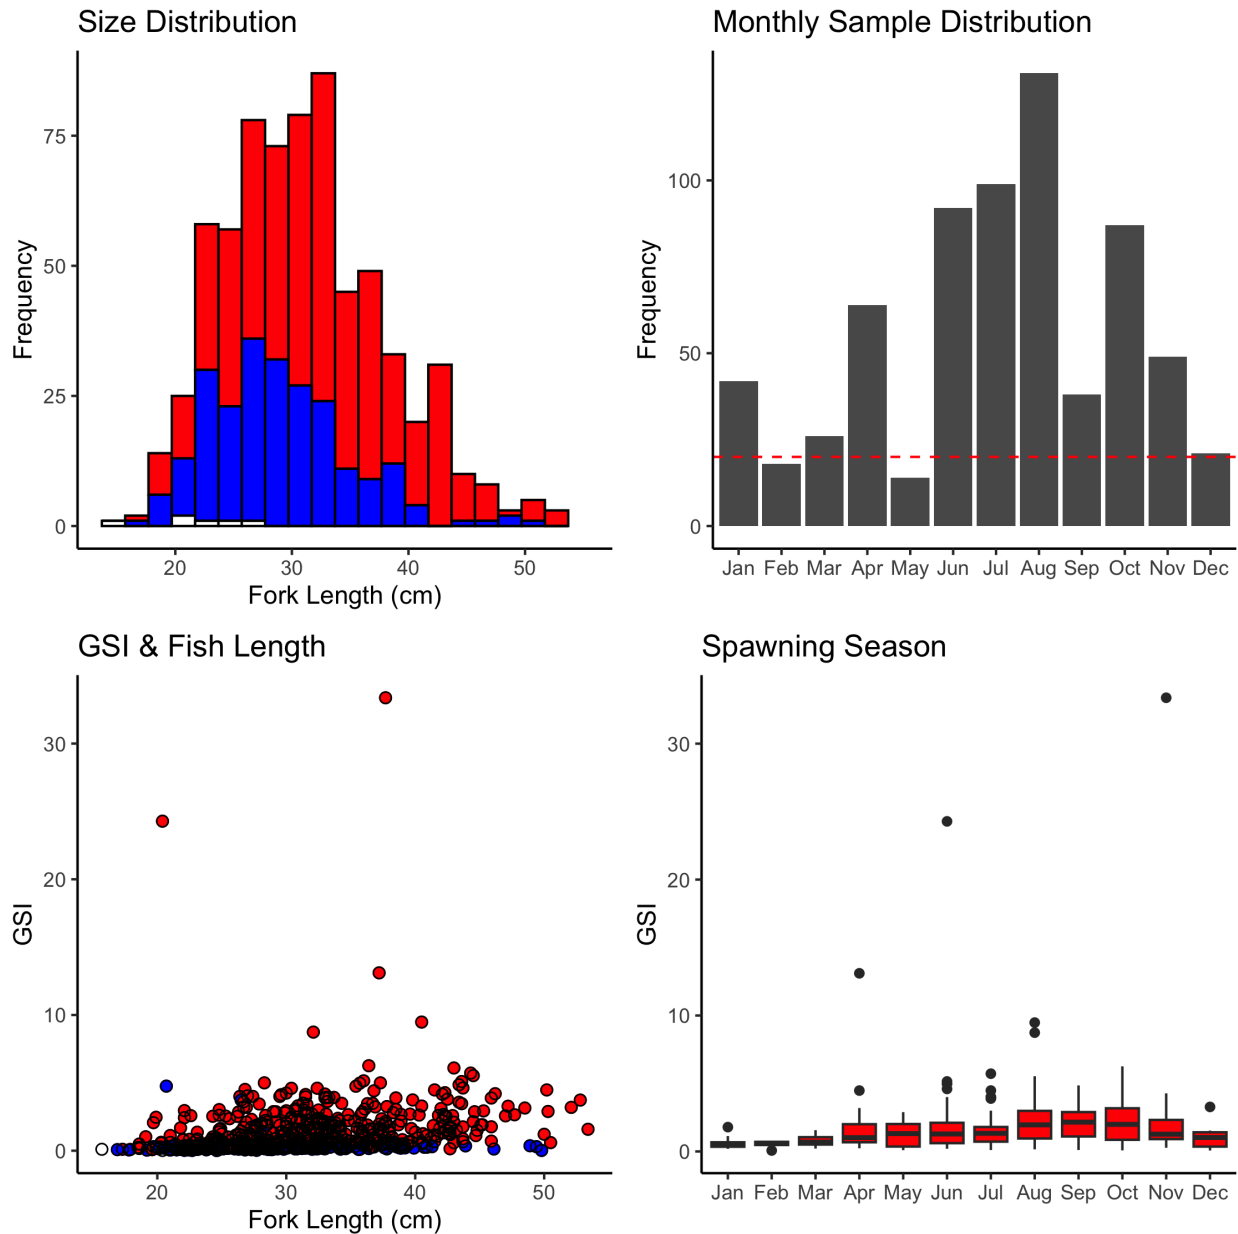 Size Distribution
Frequency
75
50
25
0
20 30 40 50
Fork Length (cm)
Monthly Sample Distribution
Frequency
100
50
0
Jan Feb Mar Apr May Jun Jul Aug Sep Oct Nov Dec
GSI & Fish Length
GSI
30
20
10
0
20 30 40 50
Fork Length (cm)
Spawning Season
GSI
30
20
10
0
Jan Feb Mar Apr May Jun Jul Aug Sep Oct Nov Dec